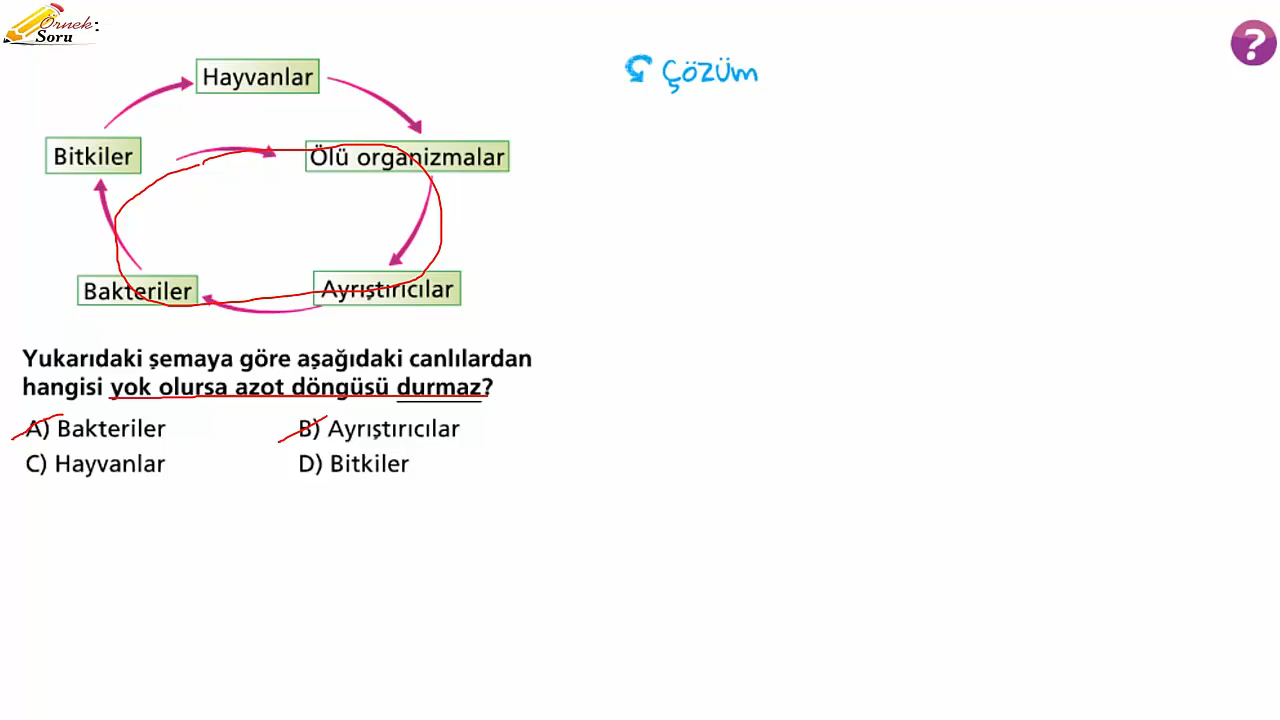 Örnek
Soru :
Hayvanlar
Çözüm
?
Bitkiler
Ölü organizmalar
Bakteriler
Ayrıştırıcılar
Yukarıdaki şemaya göre aşağıdaki canlılardan
hangisi yok olursa azot döngüsü durmaz?
A) Bakteriler
B) Ayrıştırıcılar
C) Hayvanlar
D) Bitkiler